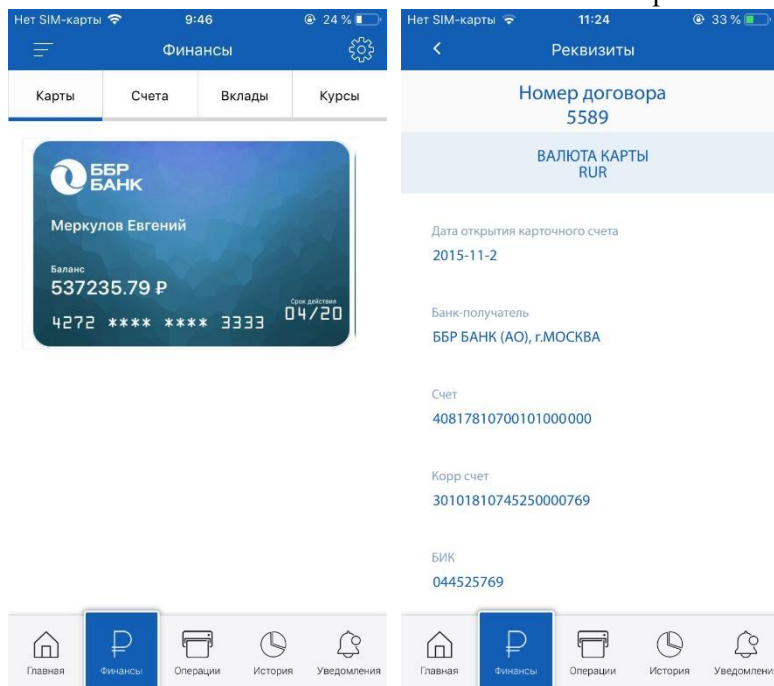 Нет SIM-карты 9:46 24 %
Финансы
Карты Счета Вклады Курсы
ББР
БАНК
Меркулов Евгений
Баланс
537235.79 ₽
Срок действия
4272 **** **** 3333 04/20
Главная Финансы Операции История Уведомления
Нет SIM-карты 11:24 33 %
Реквизиты
Номер договора
5589
ВАЛЮТА КАРТЫ
RUR
Дата открытия карточного счета
2015-11-2
Банк-получатель
ББР БАНК (АО), г.МОСКВА
Счет
40817810700101000000
Корр счет
30101810745250000769
БИК
044525769
Главная Финансы Операции История Уведомлени